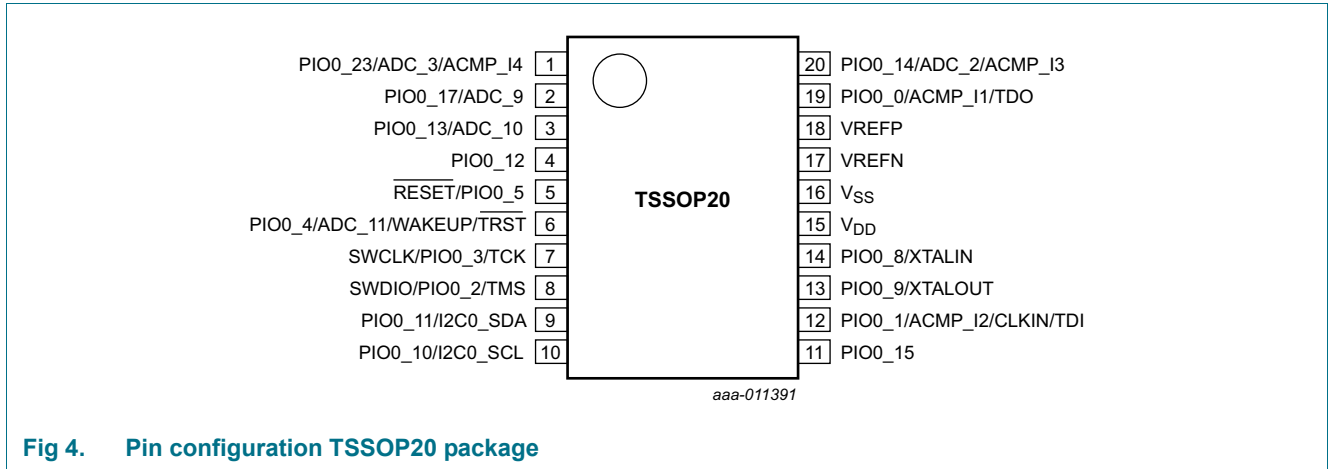 PIO0_23/ADC_3/ACMP_I4 1
PIO0_17/ADC_9 2
PIO0_13/ADC_10 3
PIO0_12 4
RESET/PIO0_5 5
PIO0_4/ADC_11/WAKEUP/TRST 6
SWCLK/PIO0_3/TCK 7
SWDIO/PIO0_2/TMS 8
PIO0_11/I2C0_SDA 9
PIO0_10/I2C0_SCL 10
TSSOP20
20 PIO0_14/ADC_2/ACMP_I3
19 PIO0_0/ACMP_I1/TDO
18 VREFP
17 VREFN
16 VSS
15 VDD
14 PIO0_8/XTALIN
13 PIO0_9/XTALOUT
12 PIO0_1/ACMP_I2/CLKIN/TDI
11 PIO0_15
aaa-011391
Fig 4. Pin configuration TSSOP20 package